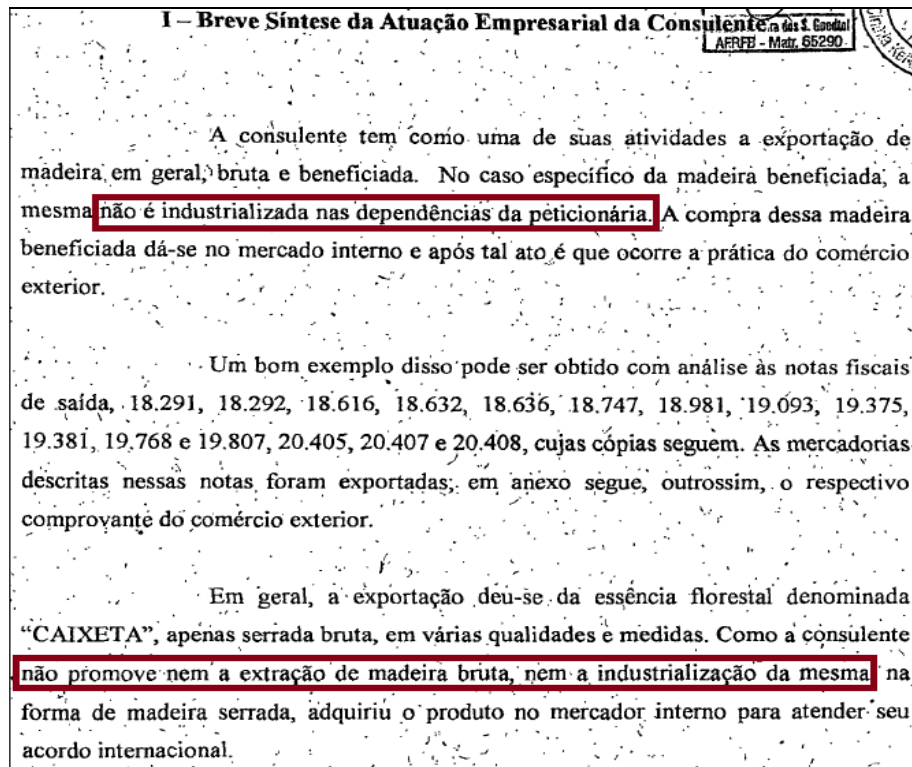 I – Breve Síntese da Atuação Empresarial da Consulente
AFRFB - Matr. 65290
A consulente tem como uma de suas atividades a exportação de
madeira em geral, bruta e beneficiada. No caso específico da madeira beneficiada, a
mesma não é industrializada nas dependências da peticionária. A compra dessa madeira
beneficiada dá-se no mercado interno e após tal ato é que ocorre a prática do comércio
exterior.
Um bom exemplo disso pode ser obtido com análise às notas fiscais
de saída, 18.291, 18.292, 18.616, 18.632, 18.636, 18.747, 18.981, 19.093, 19.375,
19.381, 19.768 e 19.807, 20.405, 20.407 e 20.408, cujas cópias seguem. As mercadorias
descritas nessas notas foram exportadas; em anexo segue, outrossim, o respectivo
comprovante do comércio exterior.
Em geral, a exportação deu-se da essência florestal denominada
“CAIXETA”, apenas serrada bruta, em várias qualidades e medidas. Como a consulente
não promove nem a extração de madeira bruta, nem a industrialização da mesma na
forma de madeira serrada, adquiriu o produto no mercador interno para atender seu
acordo internacional.